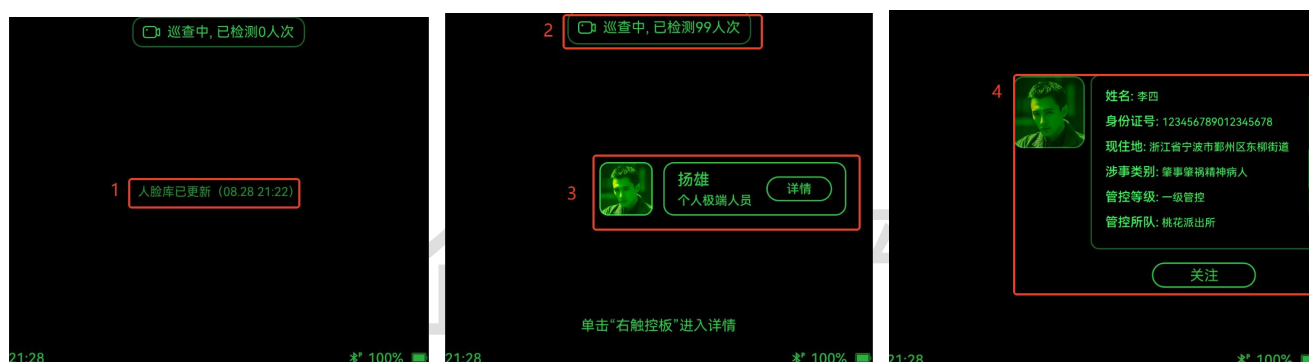 巡查中, 已检测0人次
1
人脸库已更新（08.28 21:22）
21:28
100%
2
巡查中, 已检测99人次
3
扬雄
个人极端人员
详情
单击“右触控板”进入详情
21:28
100%
4
姓名: 李四
身份证号: 123456789012345678
现住地: 浙江省宁波市鄞州区东柳街道
涉事类别: 肇事肇祸精神病人
管控等级: 一级管控
管控所队: 桃花派出所
关注
21:28
100%